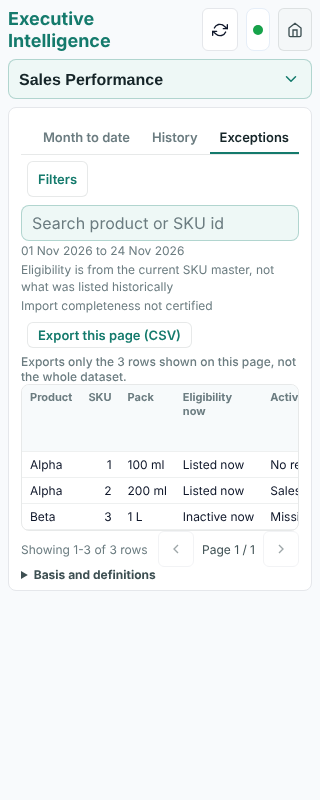 Executive
Intelligence
Sales Performance
Month to date History Exceptions
Filters
Search product or SKU id
01 Nov 2026 to 24 Nov 2026
Eligibility is from the current SKU master, not
what was listed historically
Import completeness not certified
Export this page (CSV)
Exports only the 3 rows shown on this page, not
the whole dataset.
Product SKU Pack Eligibility now Activ
Alpha 1 100 ml Listed now No re
Alpha 2 200 ml Listed now Sales
Beta 3 1 L Inactive now Missi
Showing 1-3 of 3 rows Page 1 / 1
Basis and definitions